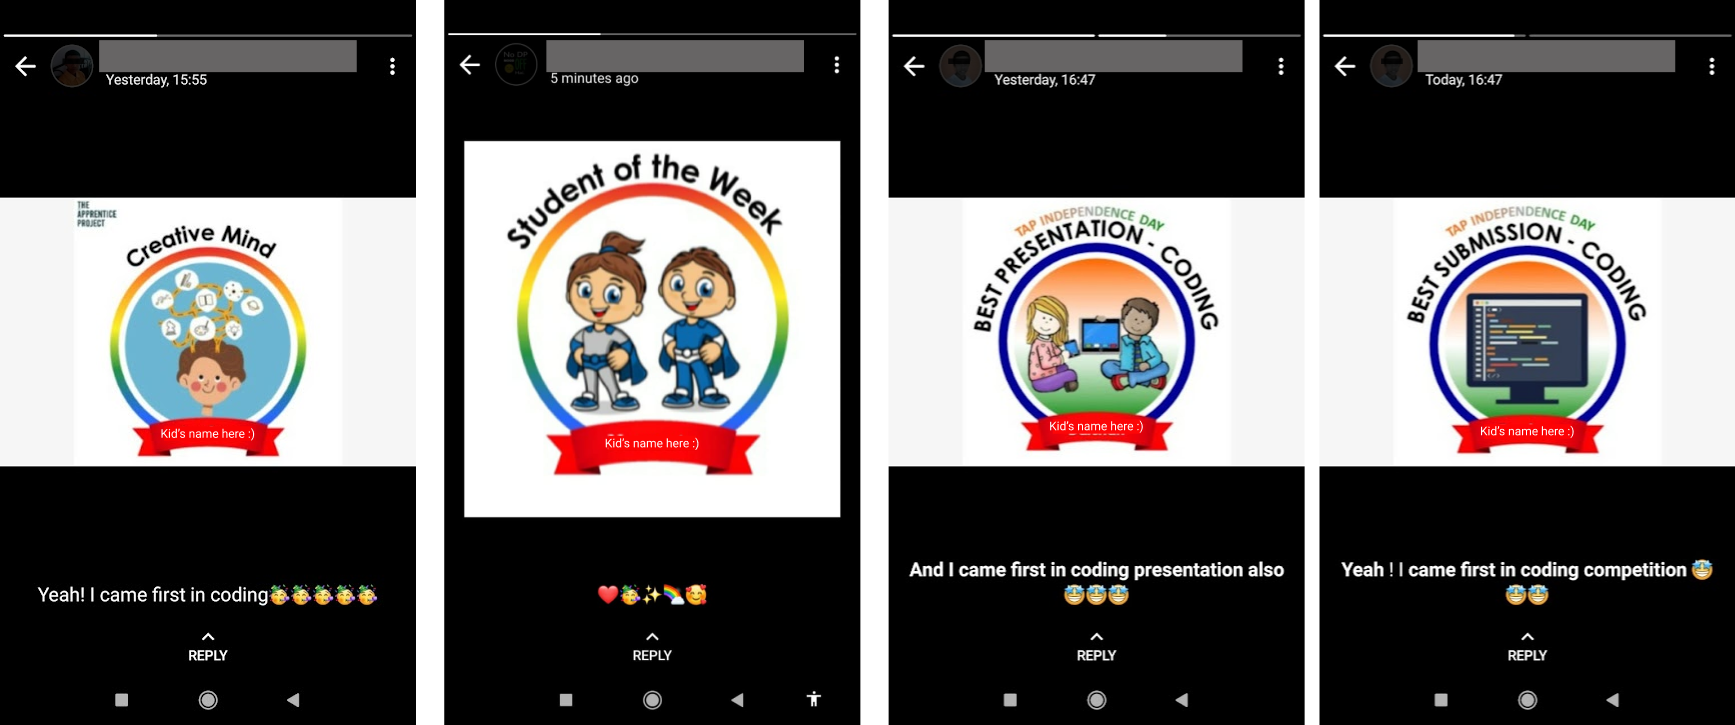 Yesterday, 15:55
THE
APPRENTICE
PROJECT
Creative Mind
Kid's name here :)
Yeah! I came first in coding🥳🥳🥳🥳🥳
REPLY
5 minutes ago
Student of the Week
Kid's name here :)
❤️🥳✨🌈🥰
REPLY
Yesterday, 16:47
TAP INDEPENDENCE DAY
BEST PRESENTATION - CODING
Kid's name here :)
And I came first in coding presentation also
🤩🤩🤩
REPLY
Today, 16:47
TAP INDEPENDENCE DAY
BEST SUBMISSION - CODING
Kid's name here :)
Yeah ! I came first in coding competition 🤩
🤩🤩
REPLY